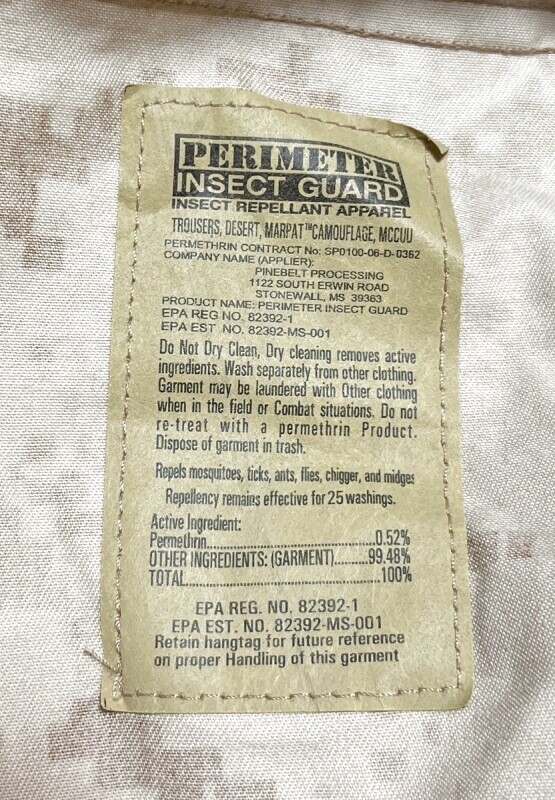 PERIMETER
INSECT GUARD
INSECT REPELLANT APPAREL
TROUSERS, DESERT, MARPAT™CAMOUFLAGE, MCCUU
PERMETHRIN CONTRACT No: SP0100-06-D-0362
COMPANY NAME (APPLIER):
PINEBELT PROCESSING
1122 SOUTH ERWIN ROAD
STONEWALL, MS 39363
PRODUCT NAME: PERIMETER INSECT GUARD
EPA REG NO. 82392-1
EPA EST NO. 82392-MS-001
Do Not Dry Clean, Dry cleaning removes active
ingredients. Wash separately from other clothing.
Garment may be laundered with Other clothing
when in the field or Combat situations. Do not
re-treat with a permethrin Product.
Dispose of garment in trash.
Repels mosquitoes, ticks, ants, flies, chigger, and midges
Repellency remains effective for 25 washings.
Active Ingredient:
Permethrin..............................0.52%
OTHER INGREDIENTS: (GARMENT).........99.48%
TOTAL....................................100%
EPA REG. NO. 82392-1
EPA EST. NO. 82392-MS-001
Retain hangtag for future reference
on proper Handling of this garment